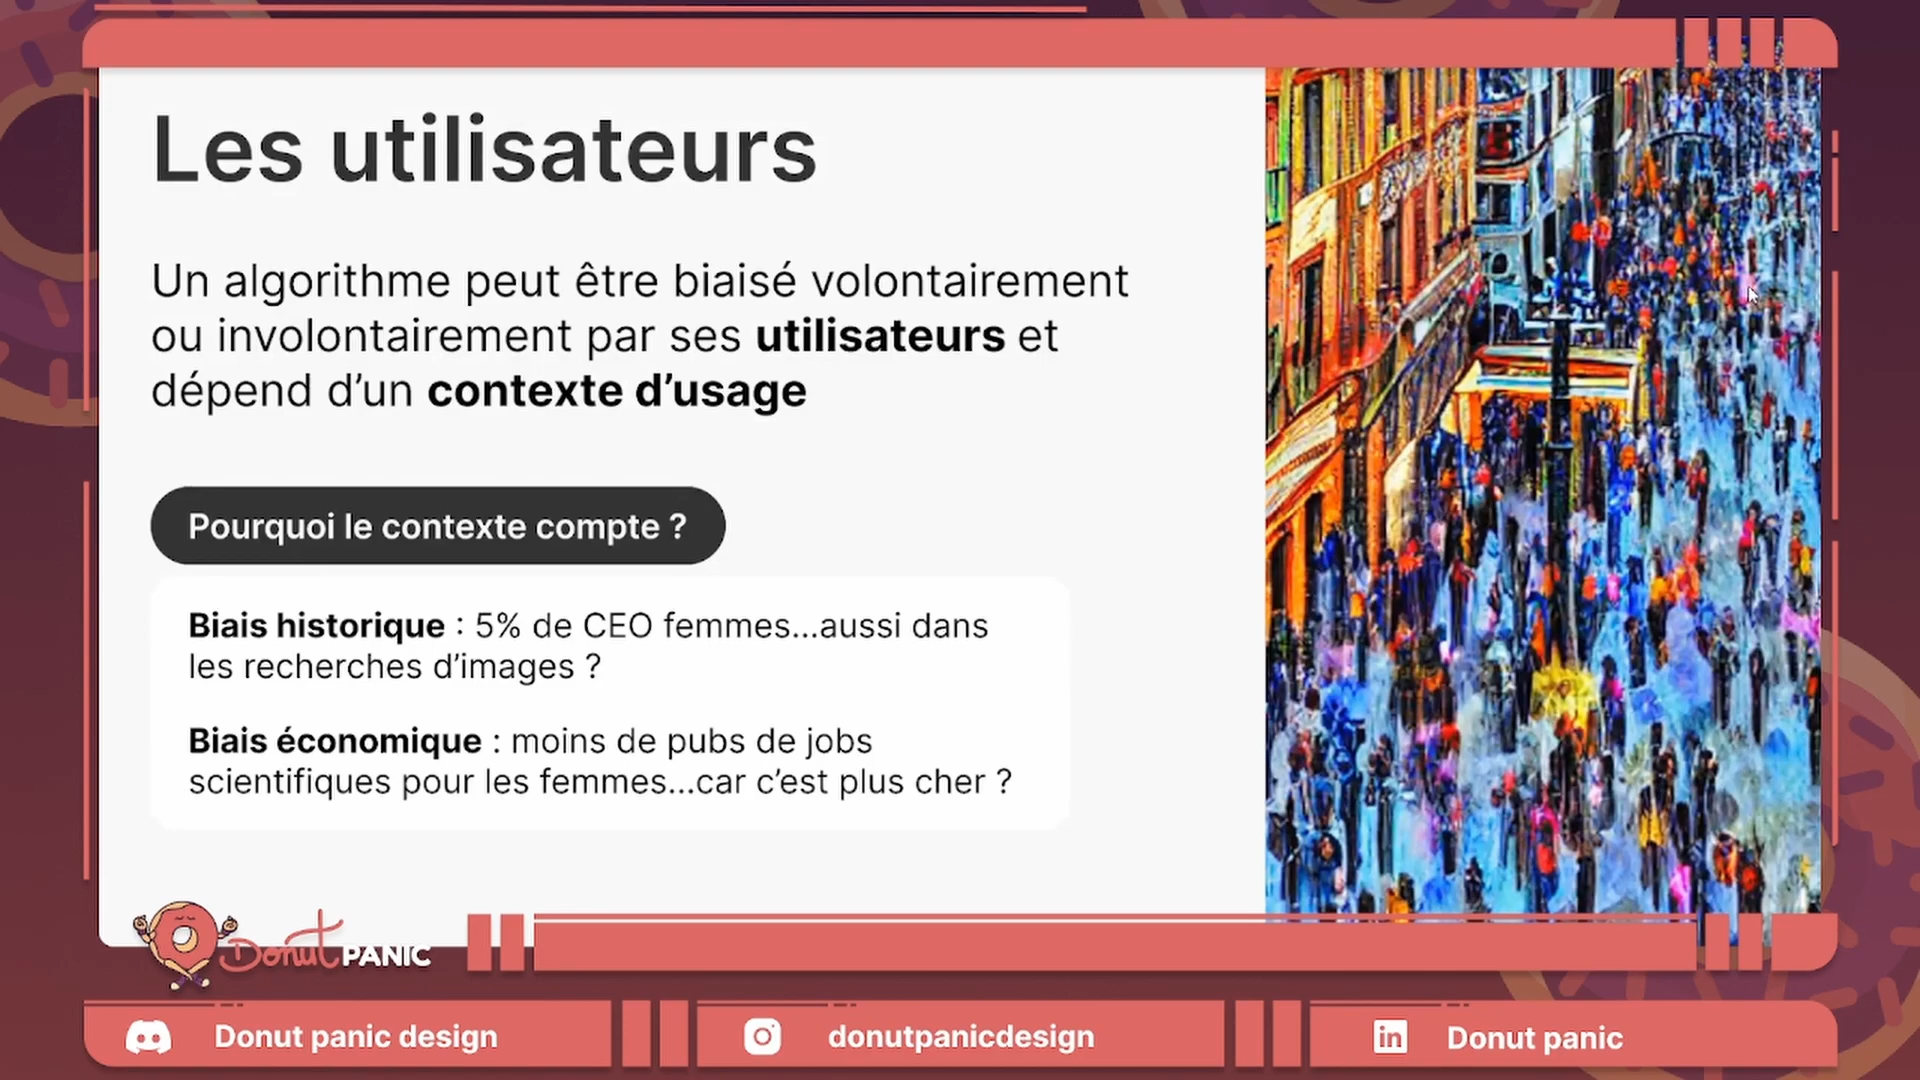 Les utilisateurs
Un algorithme peut être biaisé volontairement
ou involontairement par ses utilisateurs et
dépend d’un contexte d’usage
Pourquoi le contexte compte ?
Biais historique : 5% de CEO femmes...aussi dans
les recherches d’images ?
Biais économique : moins de pubs de jobs
scientifiques pour les femmes...car c’est plus cher ?
Donut PANIC
Donut panic design
donutpanicdesign
in
Donut panic